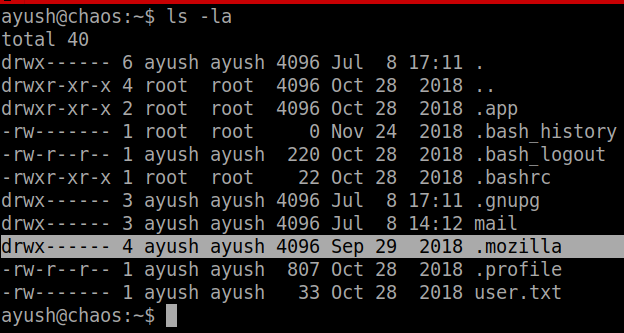 ayush@chaos:~$ ls -la
total 40
drwx------ 6 ayush ayush 4096 Jul  8 17:11 .
drwxr-xr-x 4 root  root  4096 Oct 28  2018 ..
drwxr-xr-x 2 root  root  4096 Oct 28  2018 .app
-rw------- 1 root  root     0 Nov 24  2018 .bash_history
-rw-r--r-- 1 ayush ayush  220 Oct 28  2018 .bash_logout
-rwxr-xr-x 1 root  root    22 Oct 28  2018 .bashrc
drwx------ 3 ayush ayush 4096 Jul  8 17:11 .gnupg
drwx------ 3 ayush ayush 4096 Jul  8 14:12 mail
drwx------ 4 ayush ayush 4096 Sep 29  2018 .mozilla
-rw-r--r-- 1 ayush ayush  807 Oct 28  2018 .profile
-rw------- 1 ayush ayush   33 Oct 28  2018 user.txt
ayush@chaos:~$